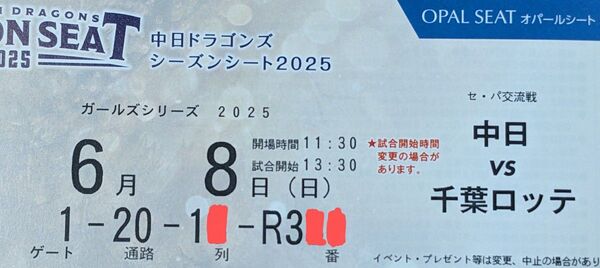 DRAGONS
ON SEAT
2025
中日ドラゴンズ
シーズンシート2025
OPAL SEAT オパールシート
ガールズシリーズ 2025
6月 8日(日)
開場時間 11:30
試合開始 13:30
★試合開始時間
変更の場合が
あります。
セ・パ交流戦
中日
VS
千葉ロッテ
1-20-1 -R3
ゲート 通路 列 番
イベント・プレゼント等は変更、中止の場合があり